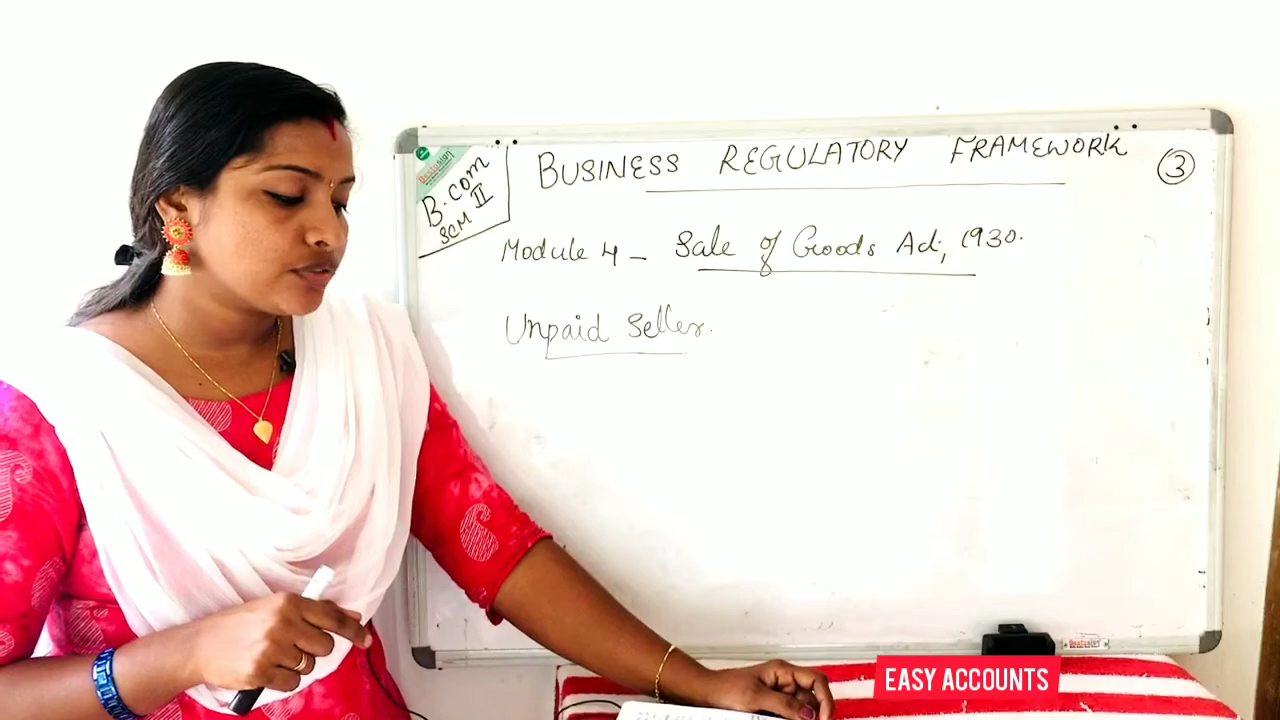 BUSINESS REGULATORY FRAMEWORK 3
B.com
SEM II
Module 4 - Sale of Goods Act, 1930.
Unpaid Seller.
EASY ACCOUNTS